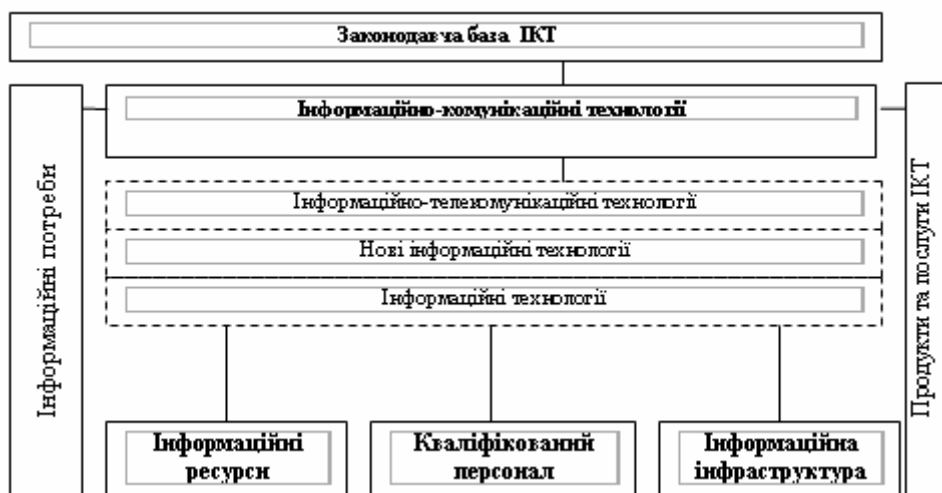 Законодавча база ІКТ
Інформаційні потреби
Інформаційно-комунікаційні технології
Продукти та послуги ІКТ
Інформаційно-телекомунікаційні технології
Нові інформаційні технології
Інформаційні технології
Інформаційні
ресурси
Кваліфікований
персонал
Інформаційна
інфраструктура